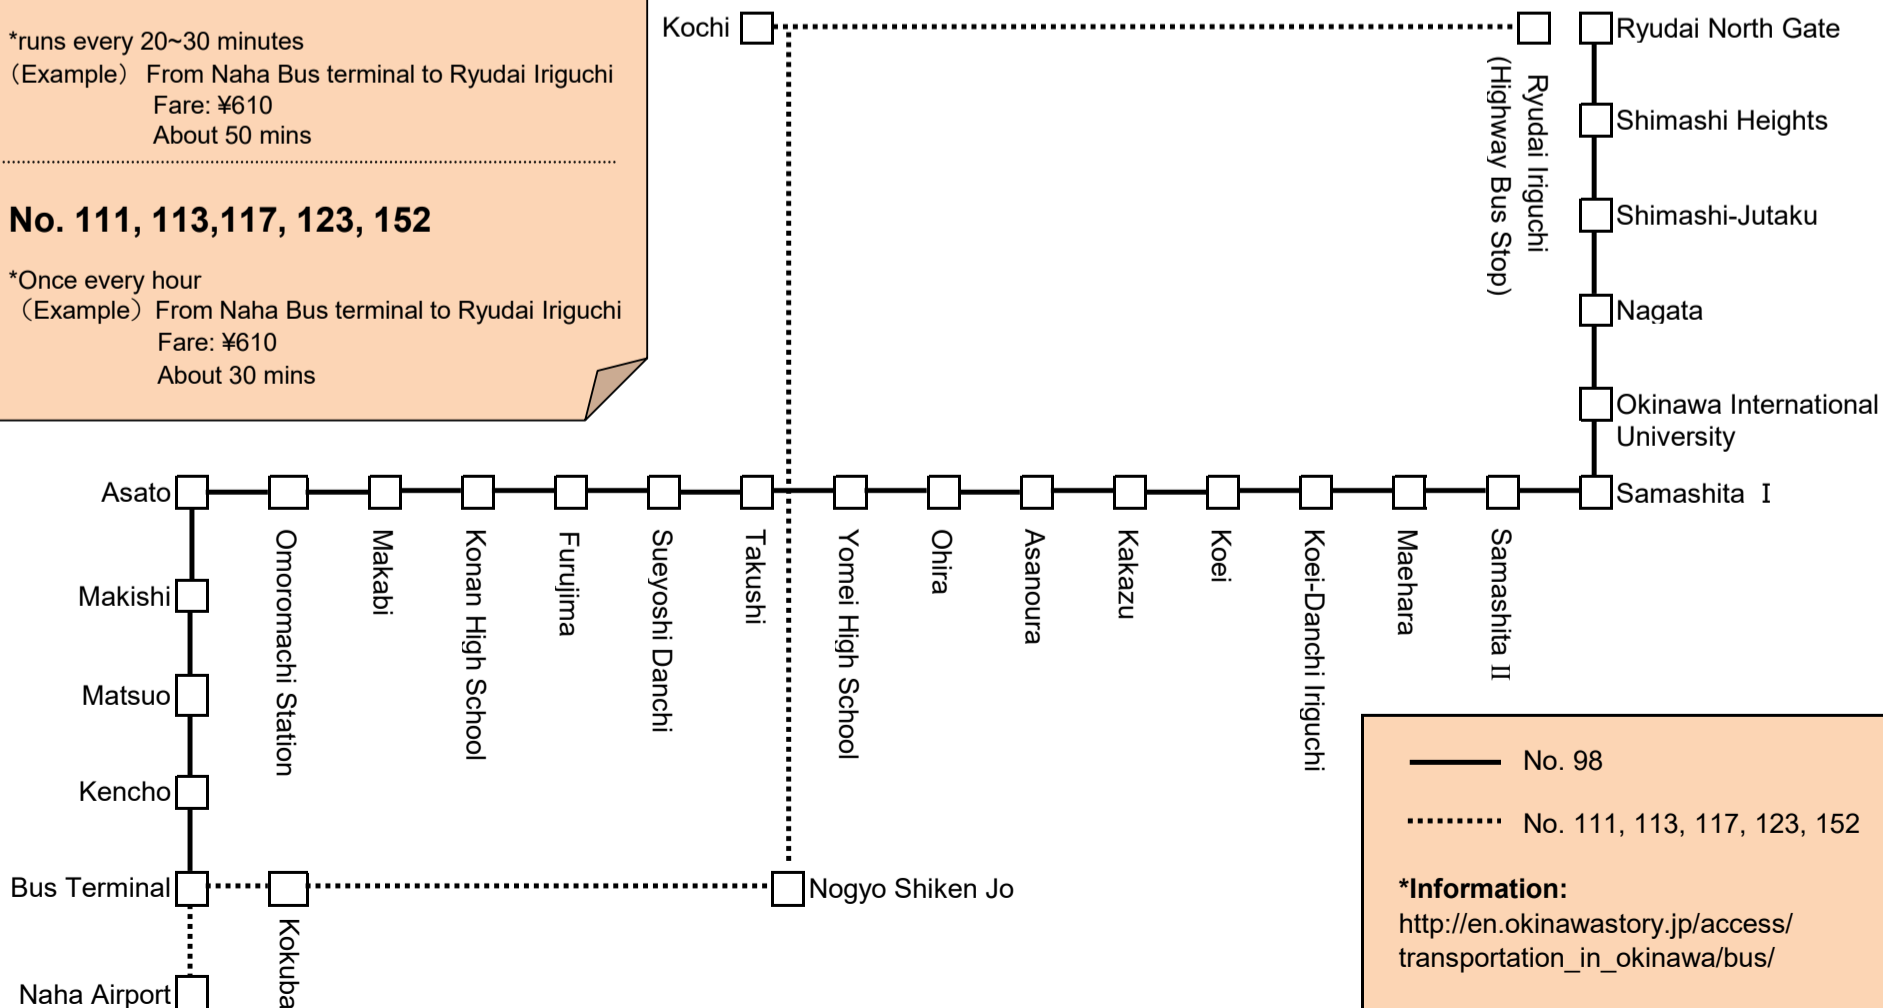 *runs every 20~30 minutes
（Example） From Naha Bus terminal to Ryudai Iriguchi
Fare: ¥610
About 50 mins
No. 111, 113,117, 123, 152
*Once every hour
（Example）From Naha Bus terminal to Ryudai Iriguchi
Fare: ¥610
About 30 mins
Kochi
Ryudai Iriguchi
(Highway Bus Stop)
Ryudai North Gate
Shimashi Heights
Shimashi-Jutaku
Nagata
Okinawa International
University
Samashita Ⅰ
Asato
Omoromachi Station
Makabi
Konan High School
Furujima
Sueyoshi Danchi
Takushi
Yomei High School
Ohira
Asanoura
Kakazu
Koei
Koei-Danchi Iriguchi
Maehara
Samashita Ⅱ
Makishi
Matsuo
Kencho
Bus Terminal
Kokuba
Nogyo Shiken Jo
Naha Airport
No. 98
No. 111, 113, 117, 123, 152
*Information:
http://en.okinawastory.jp/access/
transportation_in_okinawa/bus/